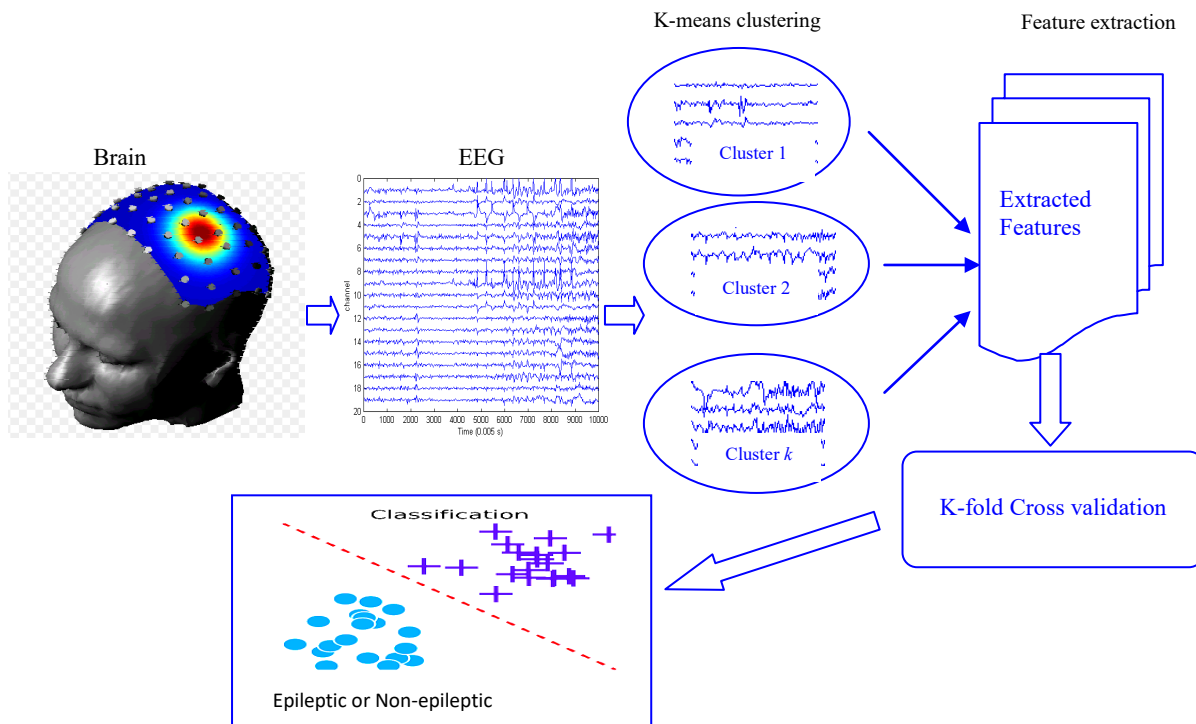 K-means clustering
Feature extraction
Brain
EEG
Cluster 1
Cluster 2
Cluster k
Extracted
Features
0
2
4
6
8
10
12
14
16
18
20
channel
0 1000 2000 3000 4000 5000 6000 7000 8000 9000 10000
Time (0.005 s)
K-fold Cross validation
Classification
Epileptic or Non-epileptic